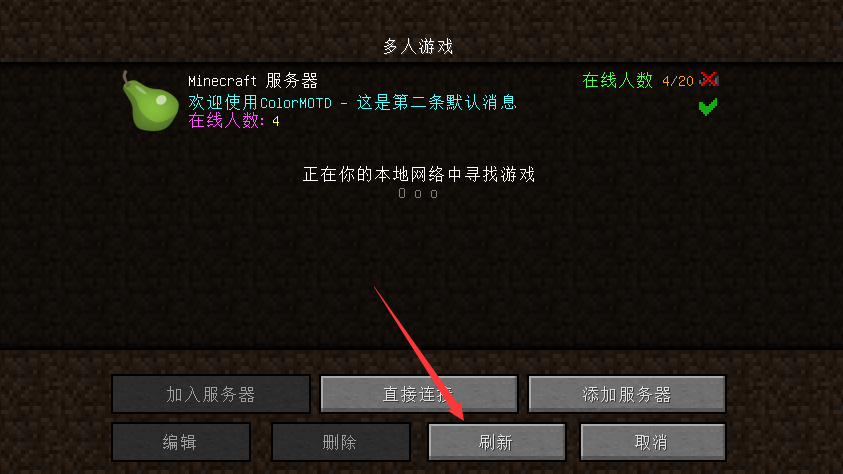 多人游戏
Minecraft 服务器 在线人数 4/20
欢迎使用ColorMOTD - 这是第二条默认消息
在线人数: 4
正在你的本地网络中寻找游戏
O o o
加入服务器 直接连接 添加服务器
编辑 删除 刷新 取消